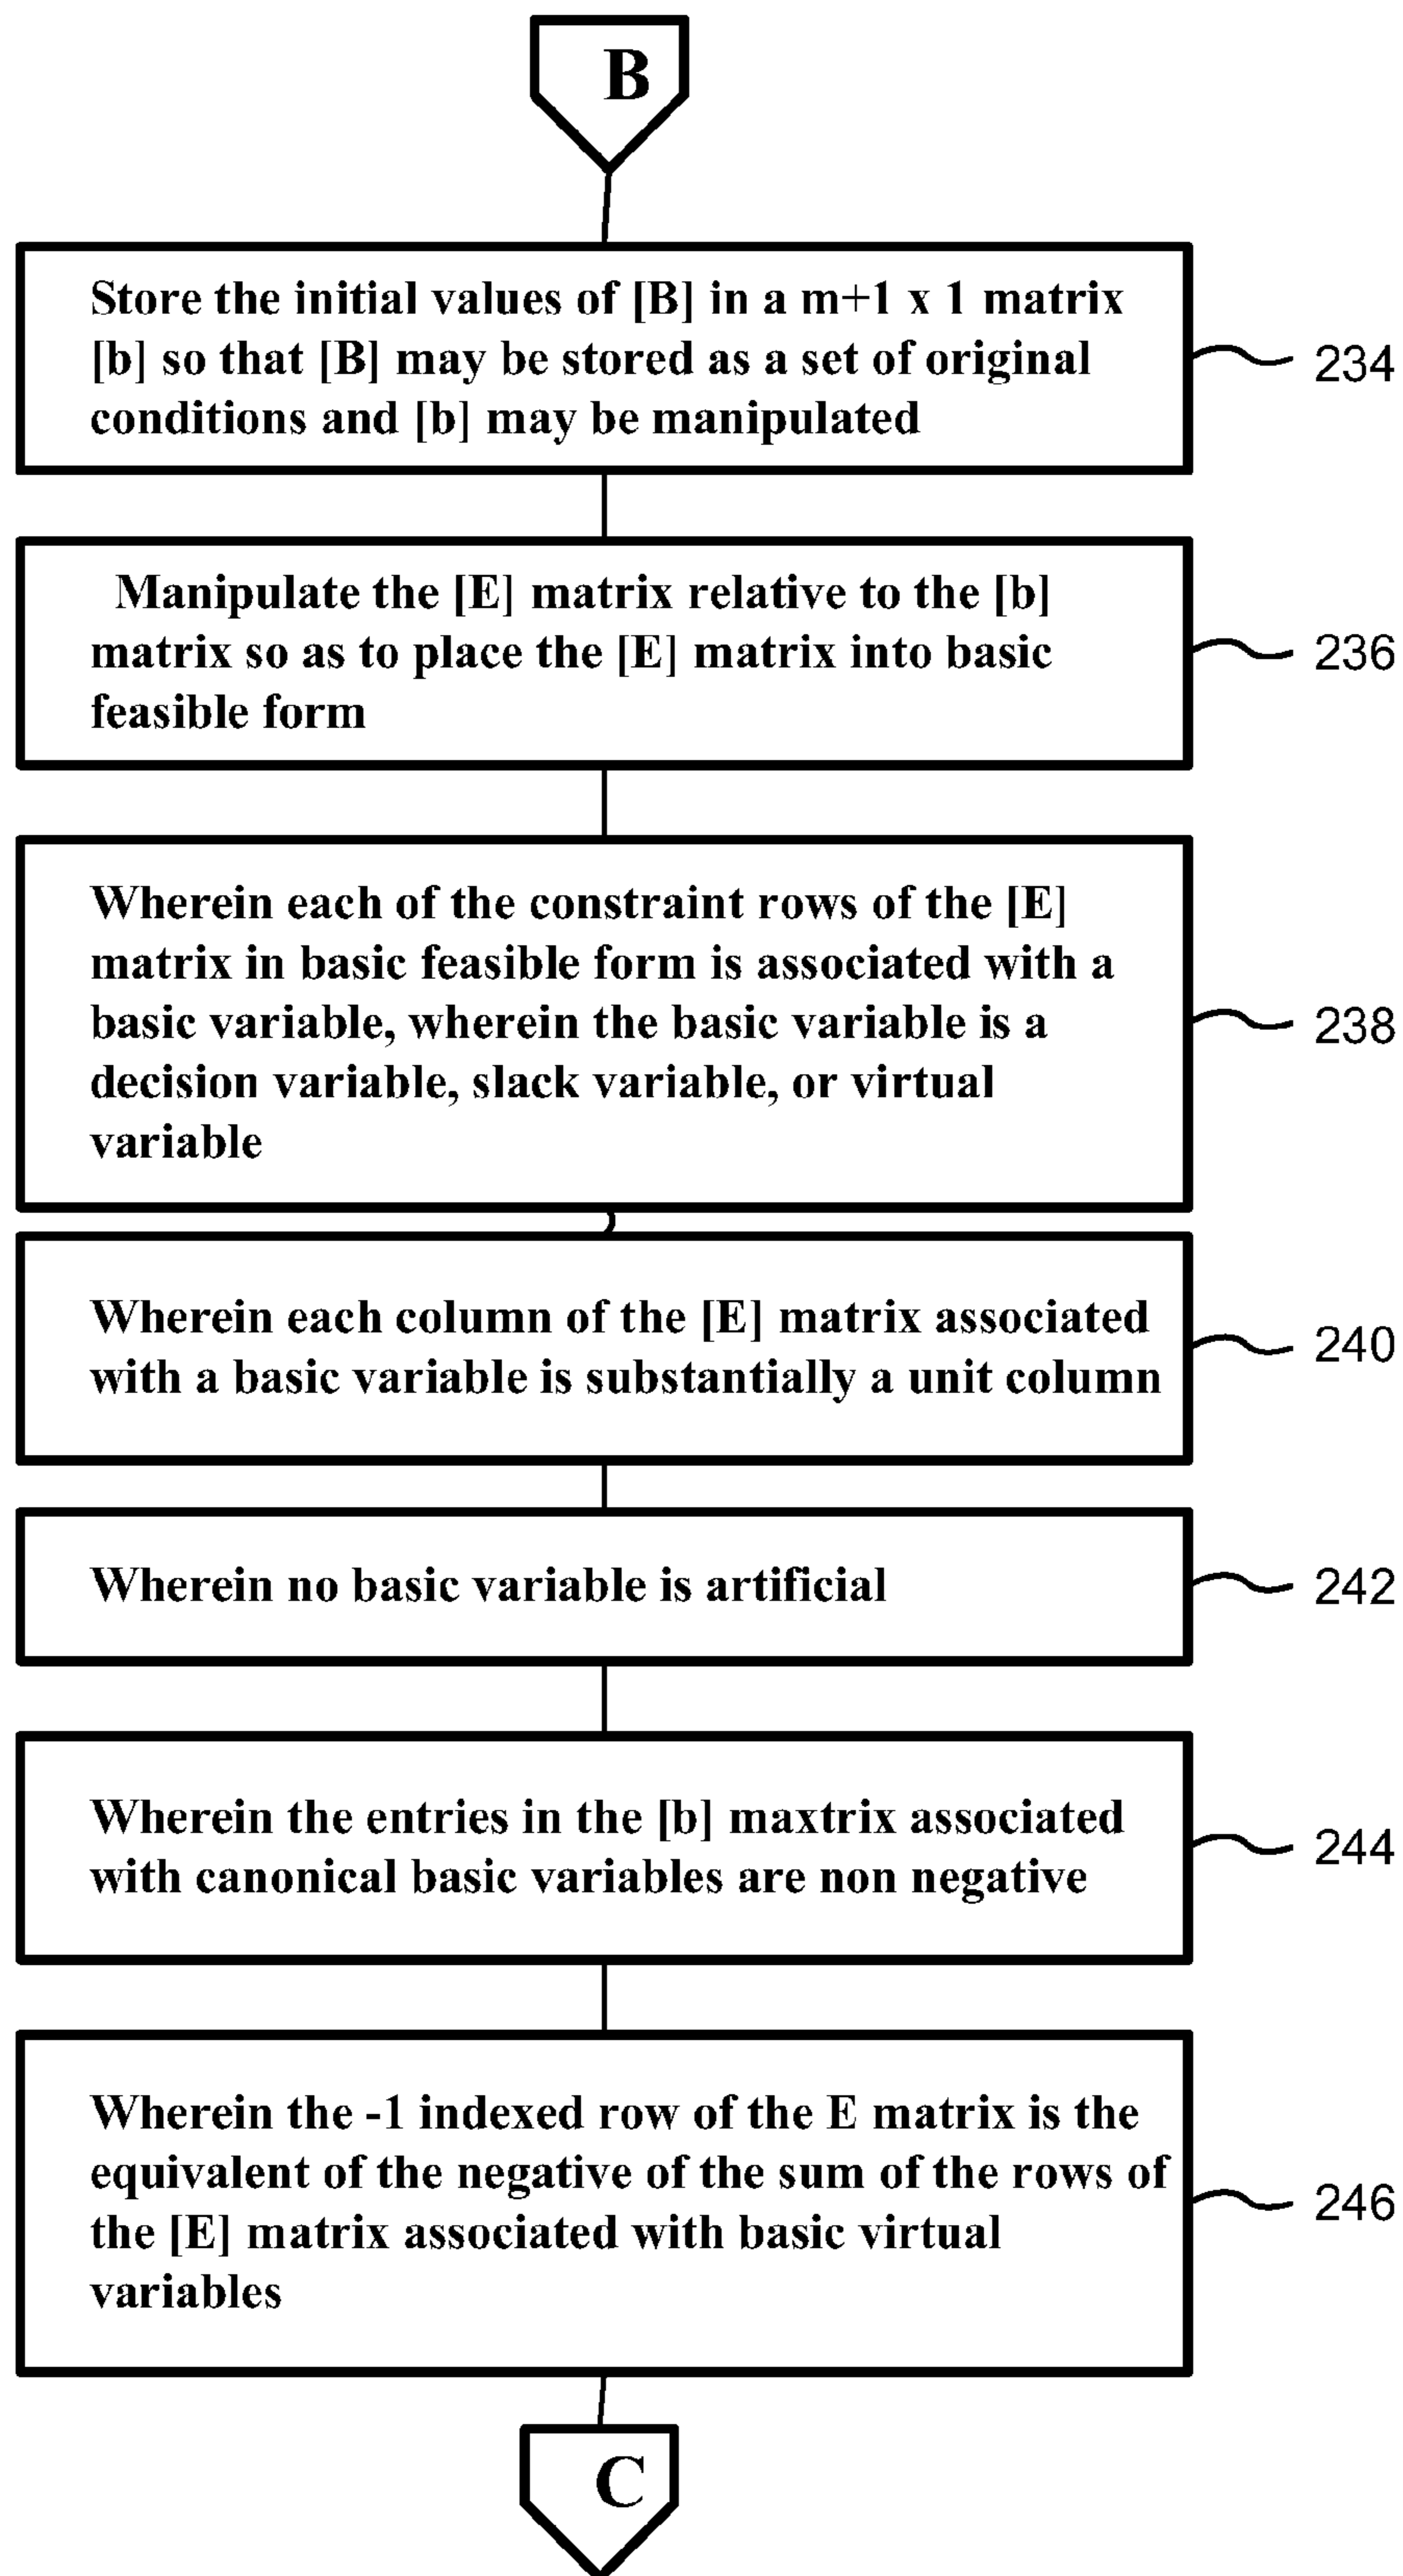 B
Store the initial values of [B] in a m+1 x 1 matrix
[b] so that [B] may be stored as a set of original
conditions and [b] may be manipulated
234
Manipulate the [E] matrix relative to the [b]
matrix so as to place the [E] matrix into basic
feasible form
236
Wherein each of the constraint rows of the [E]
matrix in basic feasible form is associated with a
basic variable, wherein the basic variable is a
decision variable, slack variable, or virtual
variable
238
Wherein each column of the [E] matrix associated
with a basic variable is substantially a unit column
240
Wherein no basic variable is artificial
242
Wherein the entries in the [b] maxtrix associated
with canonical basic variables are non negative
244
Wherein the -1 indexed row of the E matrix is the
equivalent of the negative of the sum of the rows of
the [E] matrix associated with basic virtual
variables
246
C